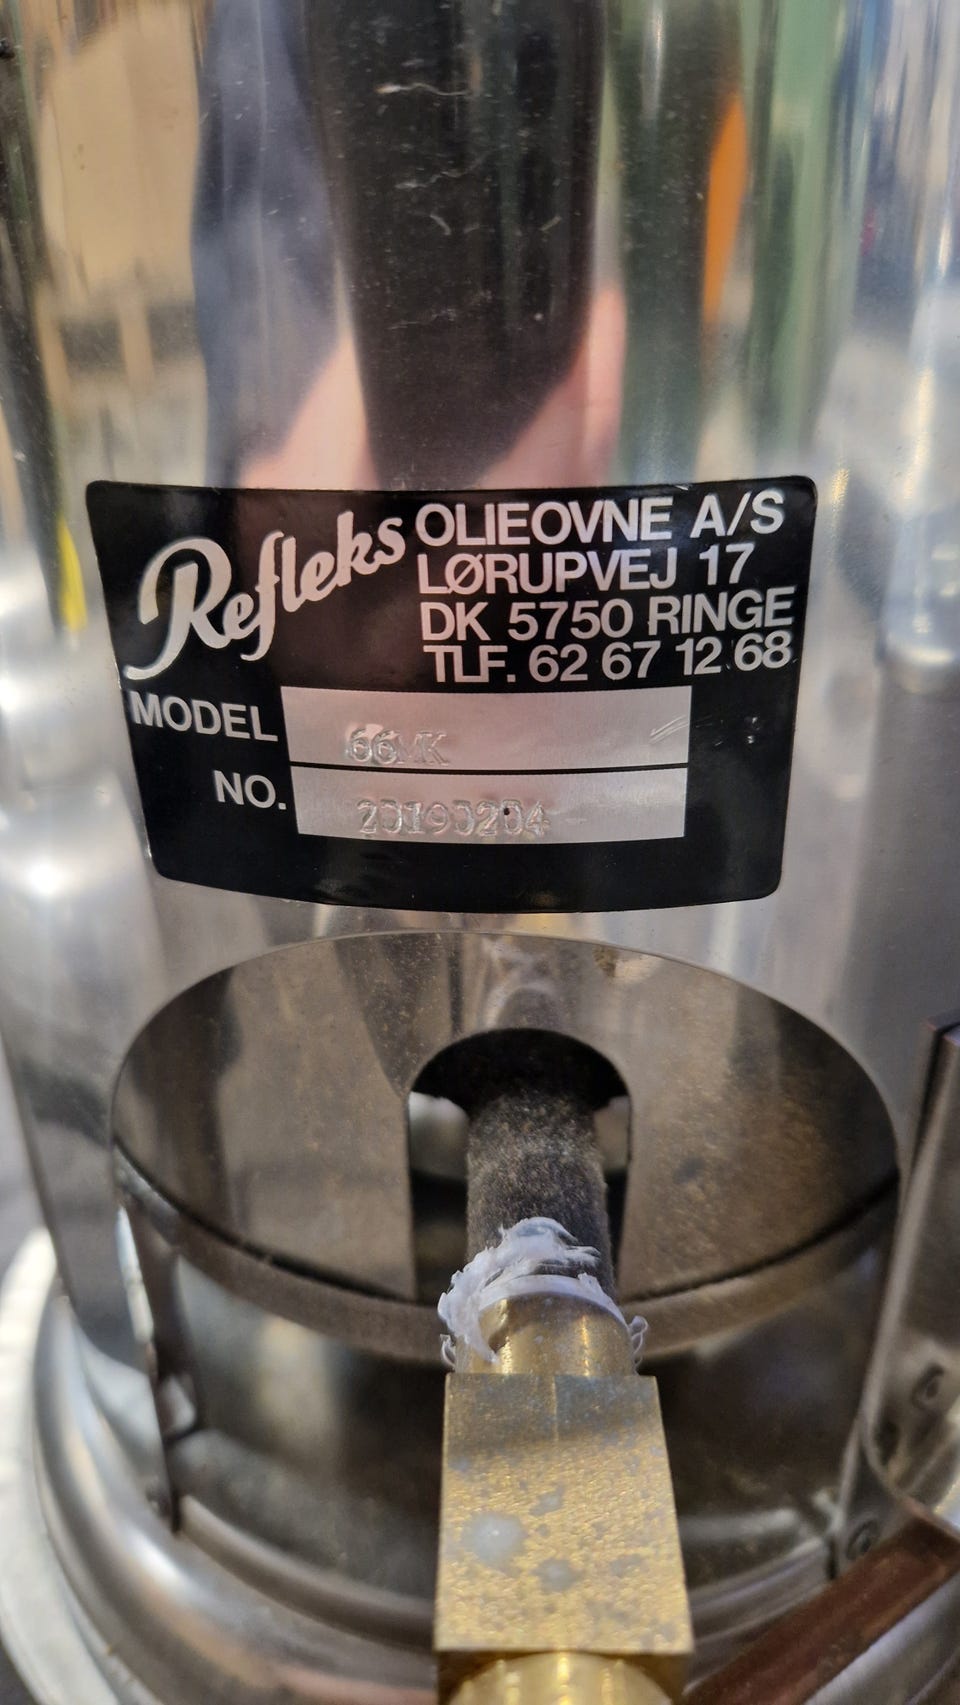 Refleks OLIEOVNE A/S
LØRUPVEJ 17
DK 5750 RINGE
TLF. 62 67 12 68
MODEL 66MK
NO. 20190204